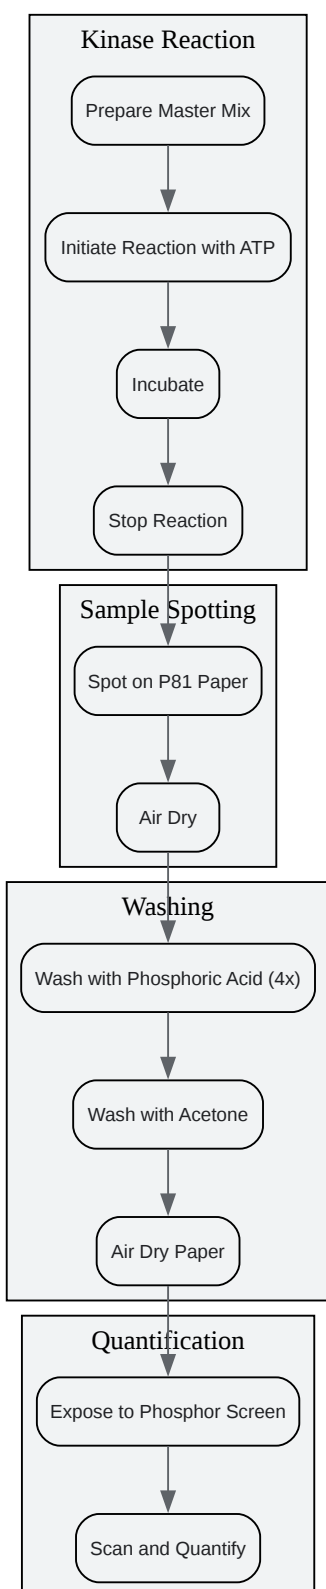 Kinase Reaction
Prepare Master Mix
Initiate Reaction with ATP
Incubate
Stop Reaction
Sample Spotting
Spot on P81 Paper
Air Dry
Washing
Wash with Phosphoric Acid (4x)
Wash with Acetone
Air Dry Paper
Quantification
Expose to Phosphor Screen
Scan and Quantify